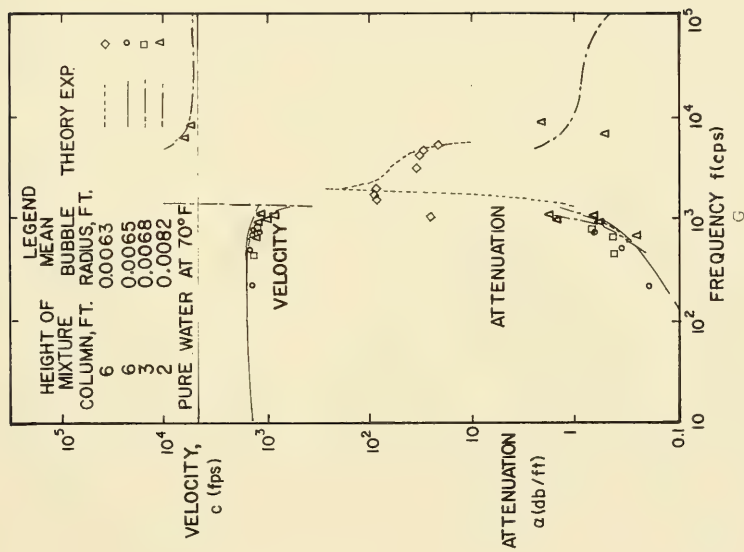 LEGEND
HEIGHT OF MIXTURE COLUMN, FT.
MEAN BUBBLE RADIUS, FT.
THEORY EXP.
6 0.0063
6 0.0065
3 0.0068
2 0.0082
PURE WATER AT 70°F
VELOCITY,
c (fps)
10⁵
10⁴
10³
VELOCITY
ATTENUATION
ATTENUATION
α (db/ft)
10²
10
1
0.1
10
10²
10³
10⁴
10⁵
FREQUENCY f(cps)
G